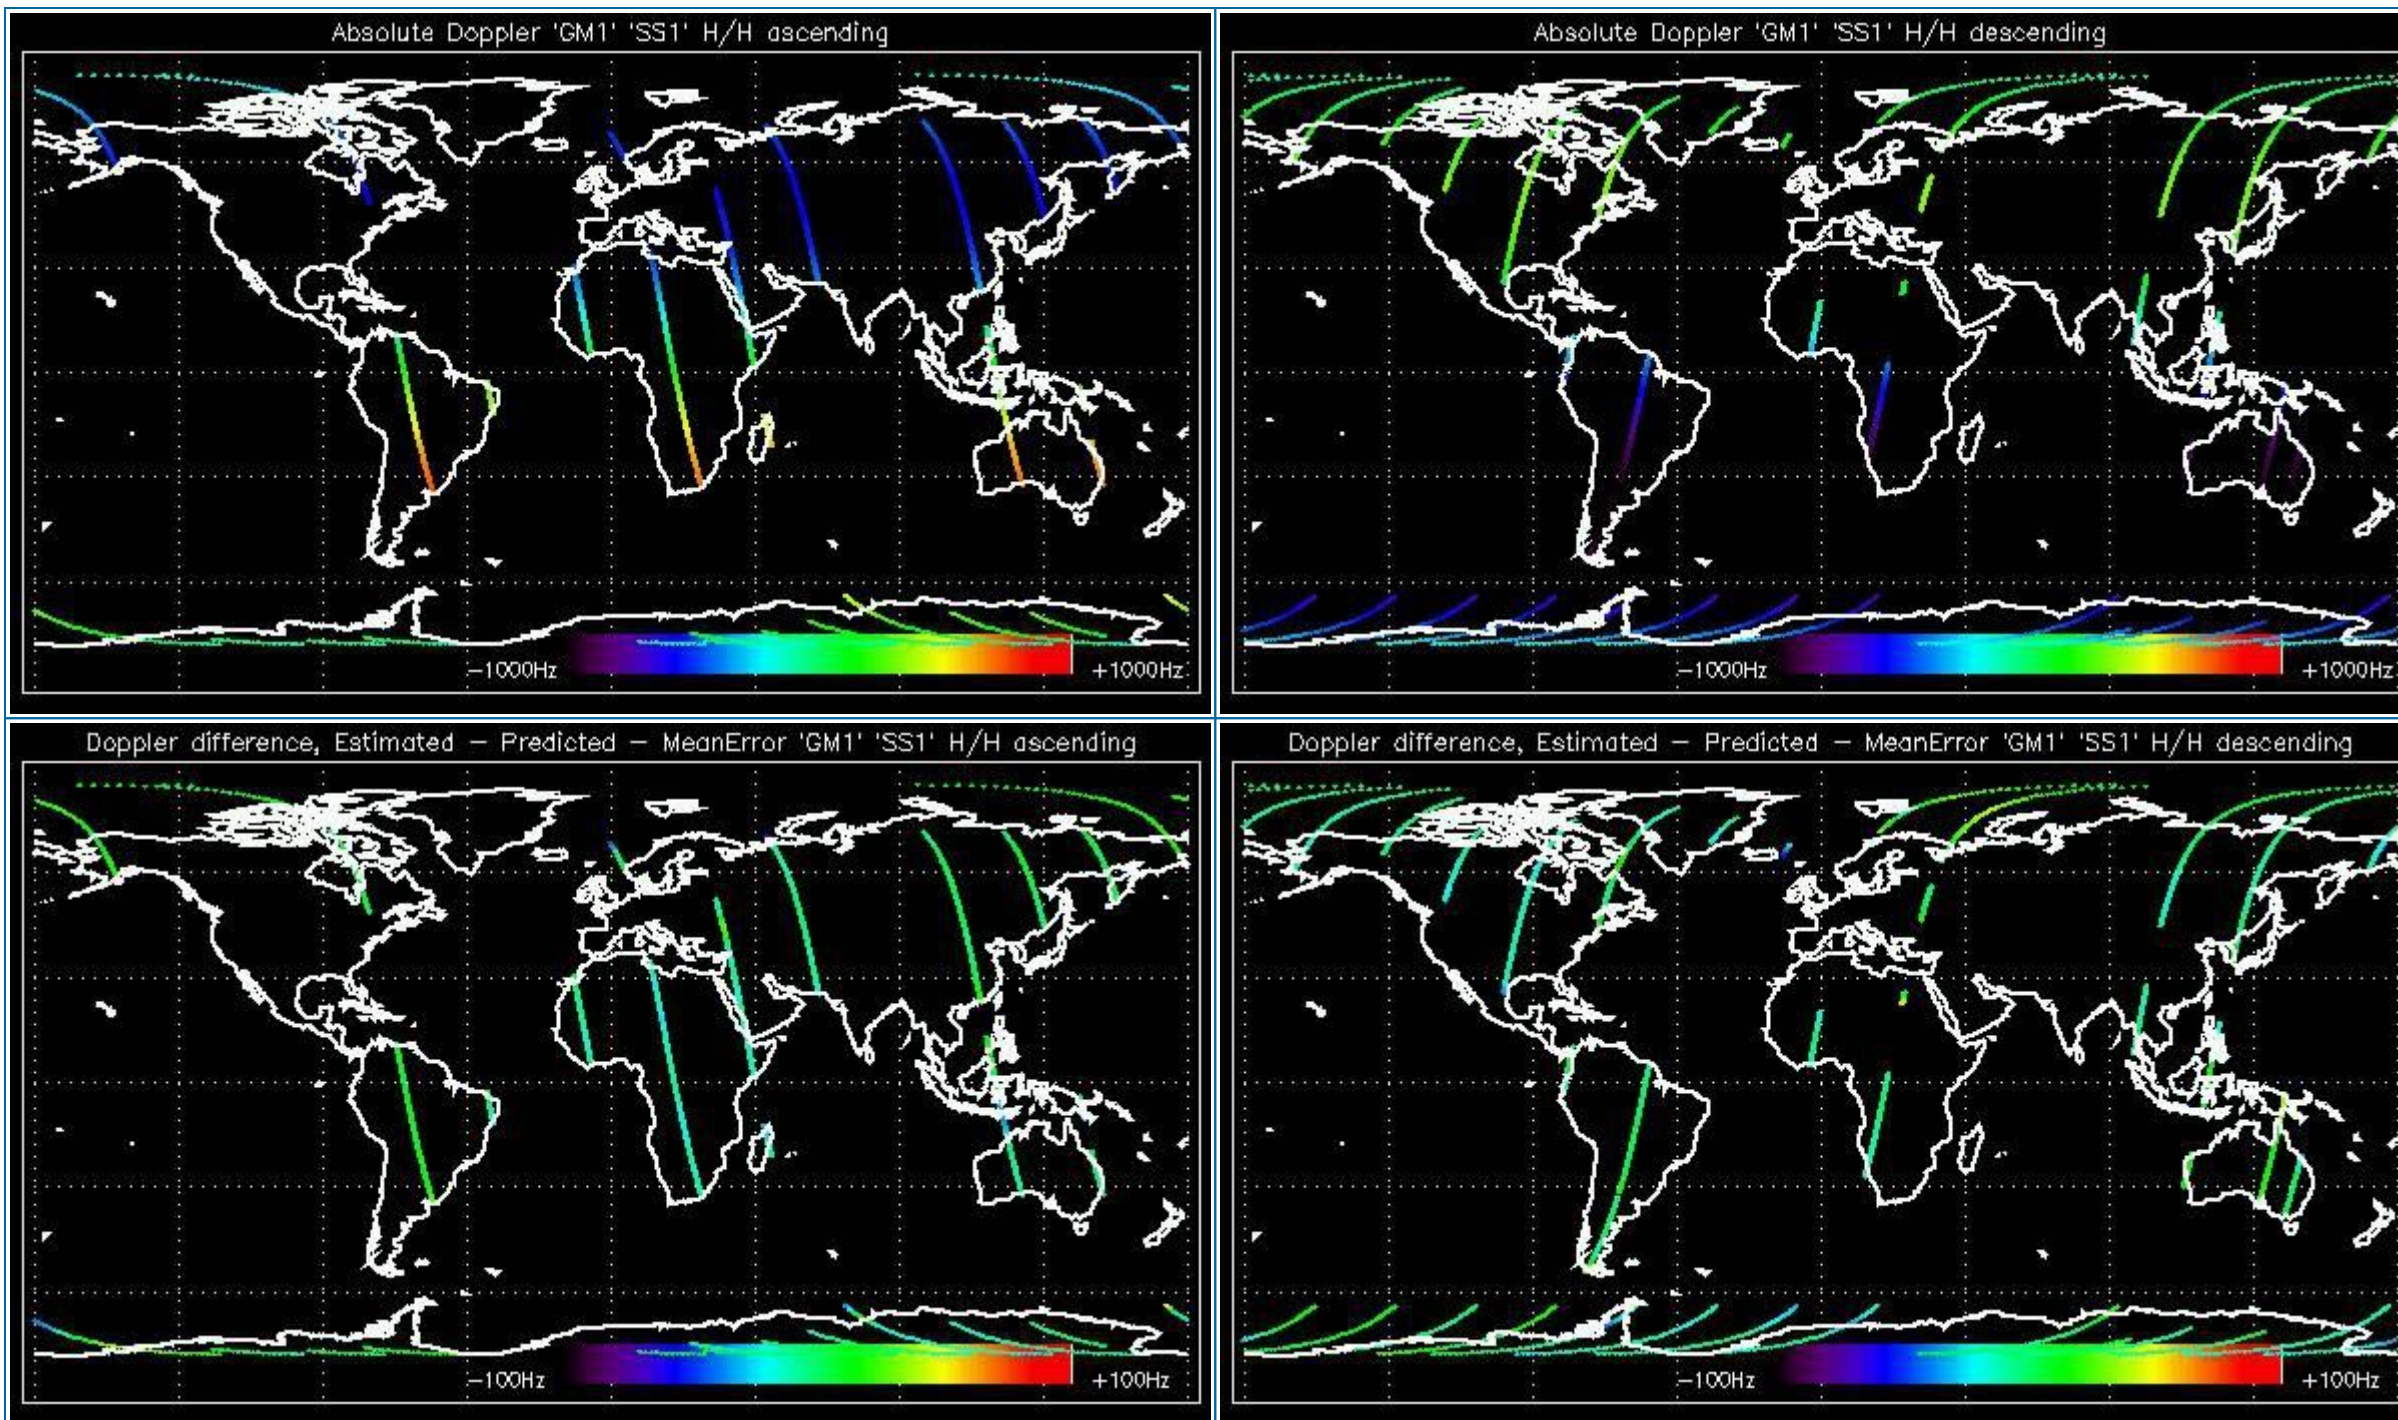 Absolute Doppler 'GM1' 'SS1' H/H ascending
-1000Hz
+1000Hz
Absolute Doppler 'GM1' 'SS1' H/H descending
-1000Hz
+1000Hz
Doppler difference, Estimated - Predicted - MeanError 'GM1' 'SS1' H/H ascending
-100Hz
+100Hz
Doppler difference, Estimated - Predicted - MeanError 'GM1' 'SS1' H/H descending
-100Hz
+100Hz